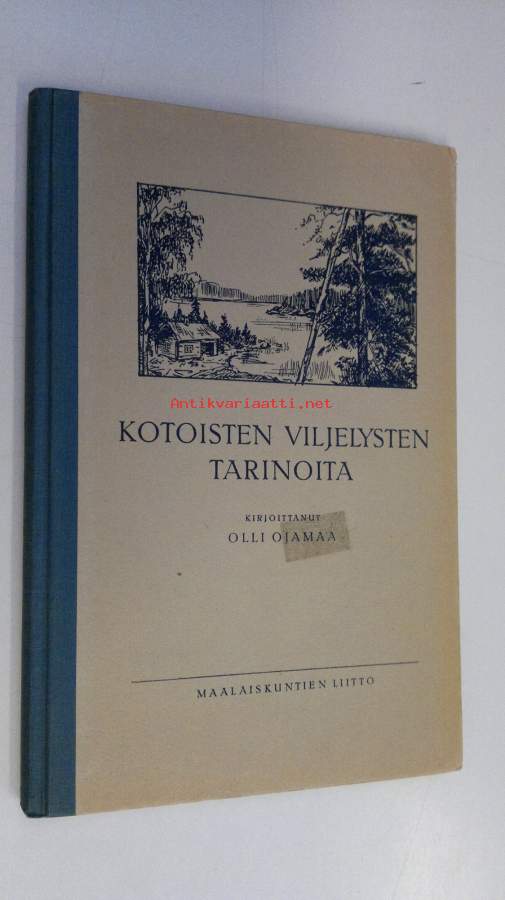 Antikvariaatti.net
KOTOISTEN VILJELYSTEN
TARINOITA
KIRJOITTANUT
OLLI OJAMAA
MAALAISKUNTIEN LIITTO